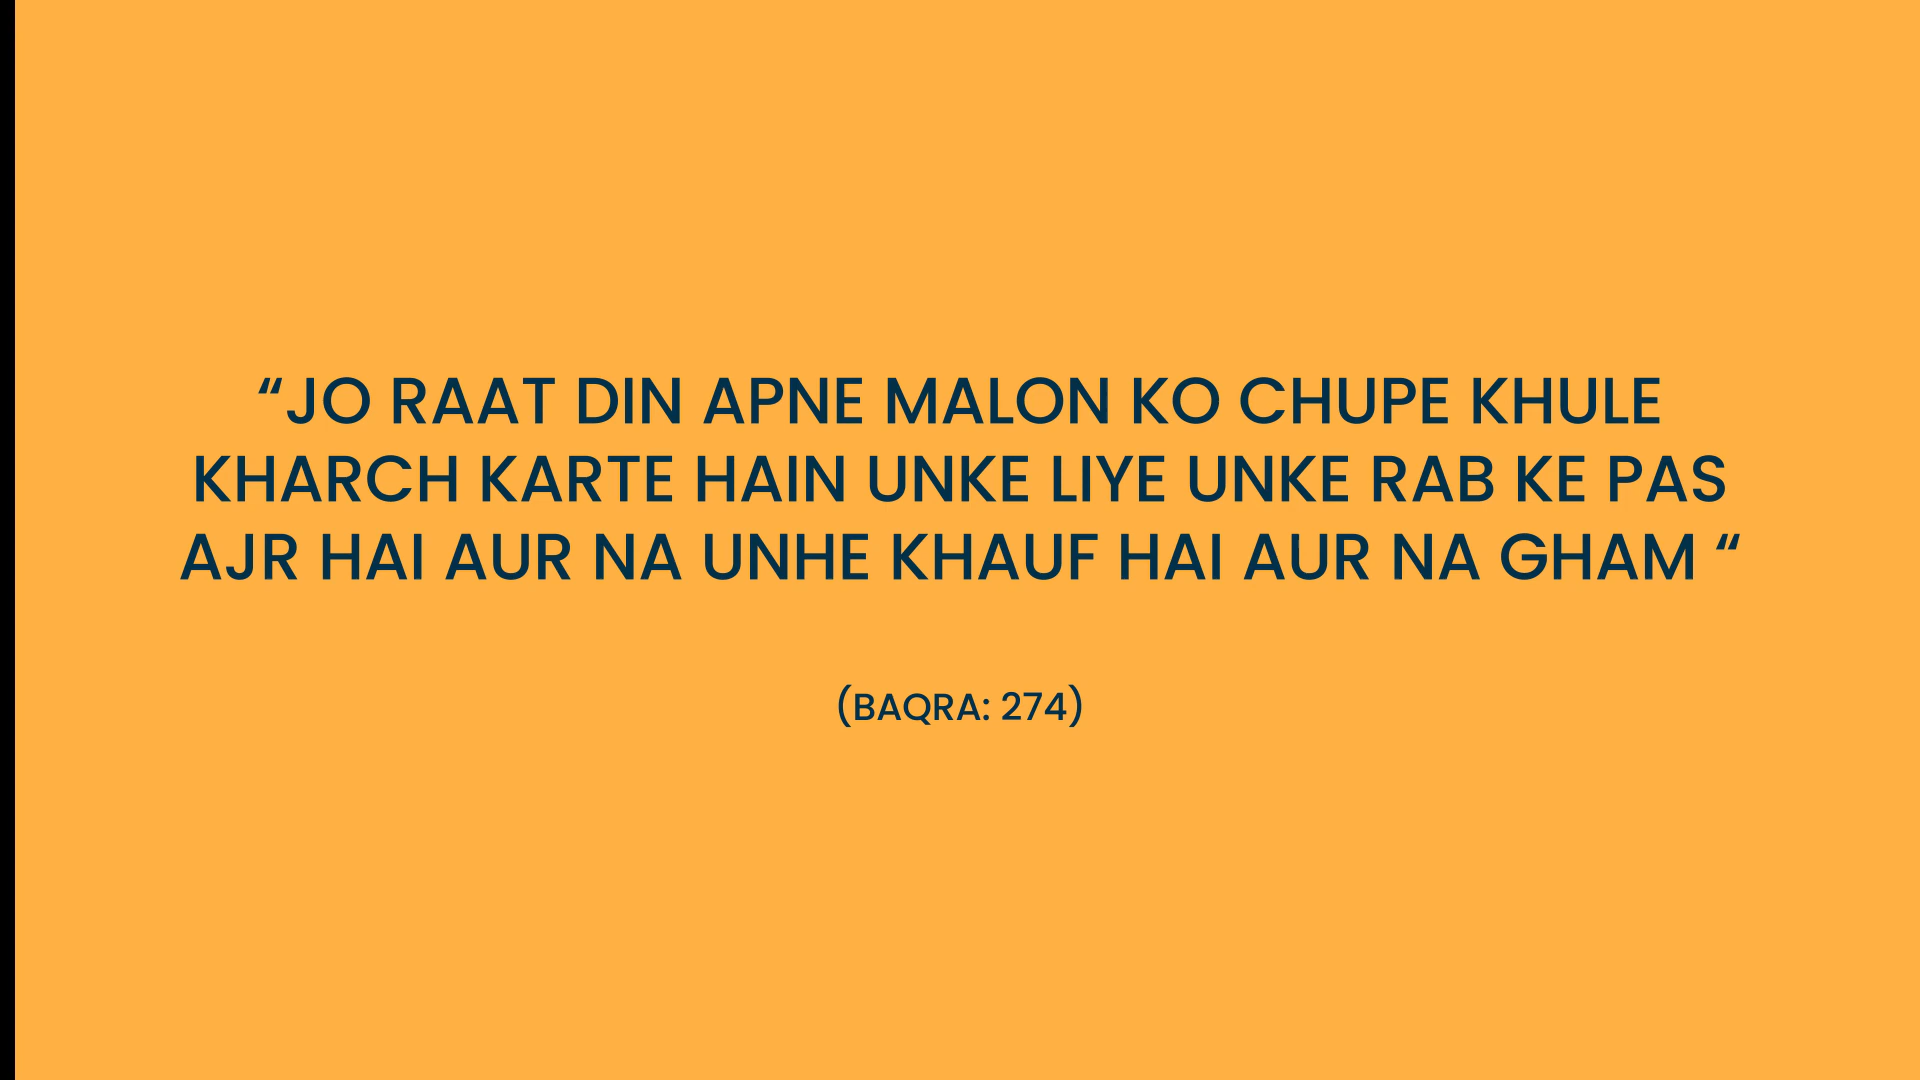 “JO RAAT DIN APNE MALON KO CHUPE KHULE
KHARCH KARTE HAIN UNKE LIYE UNKE RAB KE PAS
AJR HAI AUR NA UNHE KHAUF HAI AUR NA GHAM “
(BAQRA: 274)